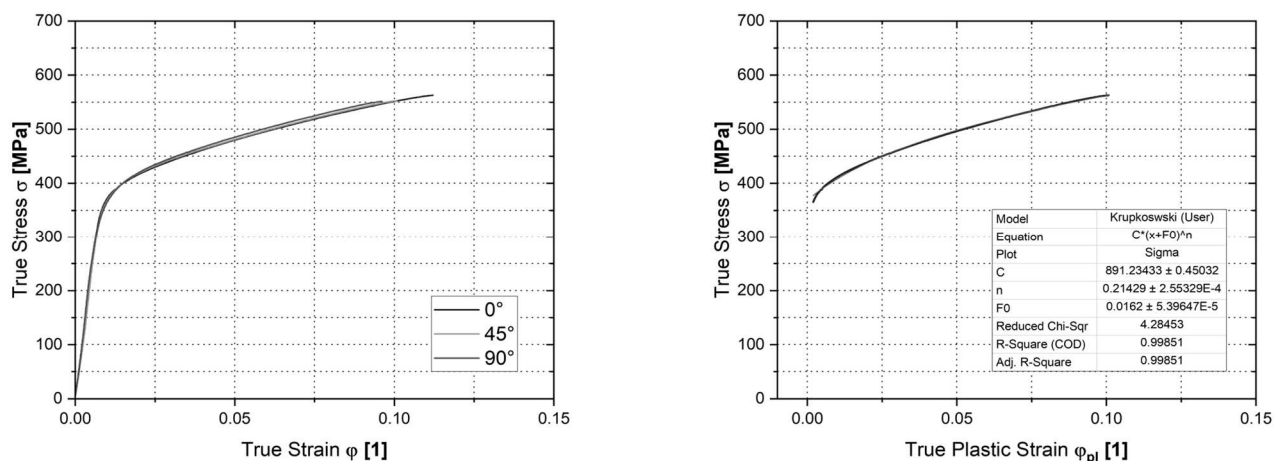 700
600
500
400
300
200
100
0
True Stress σ [MPa]
0.00
0.05
0.10
0.15
True Strain φ [1]
0°
45°
90°
700
600
500
400
300
200
100
0
True Stress σ [MPa]
0.00
0.05
0.10
0.15
True Plastic Strain φpl [1]
Model Krupkoswski (User)
Equation C*(x+F0)^n
Plot Sigma
C 891.23433 ± 0.45032
n 0.21429 ± 2.55329E-4
F0 0.0162 ± 5.39647E-5
Reduced Chi-Sqr 4.28453
R-Square (COD) 0.99851
Adj. R-Square 0.99851